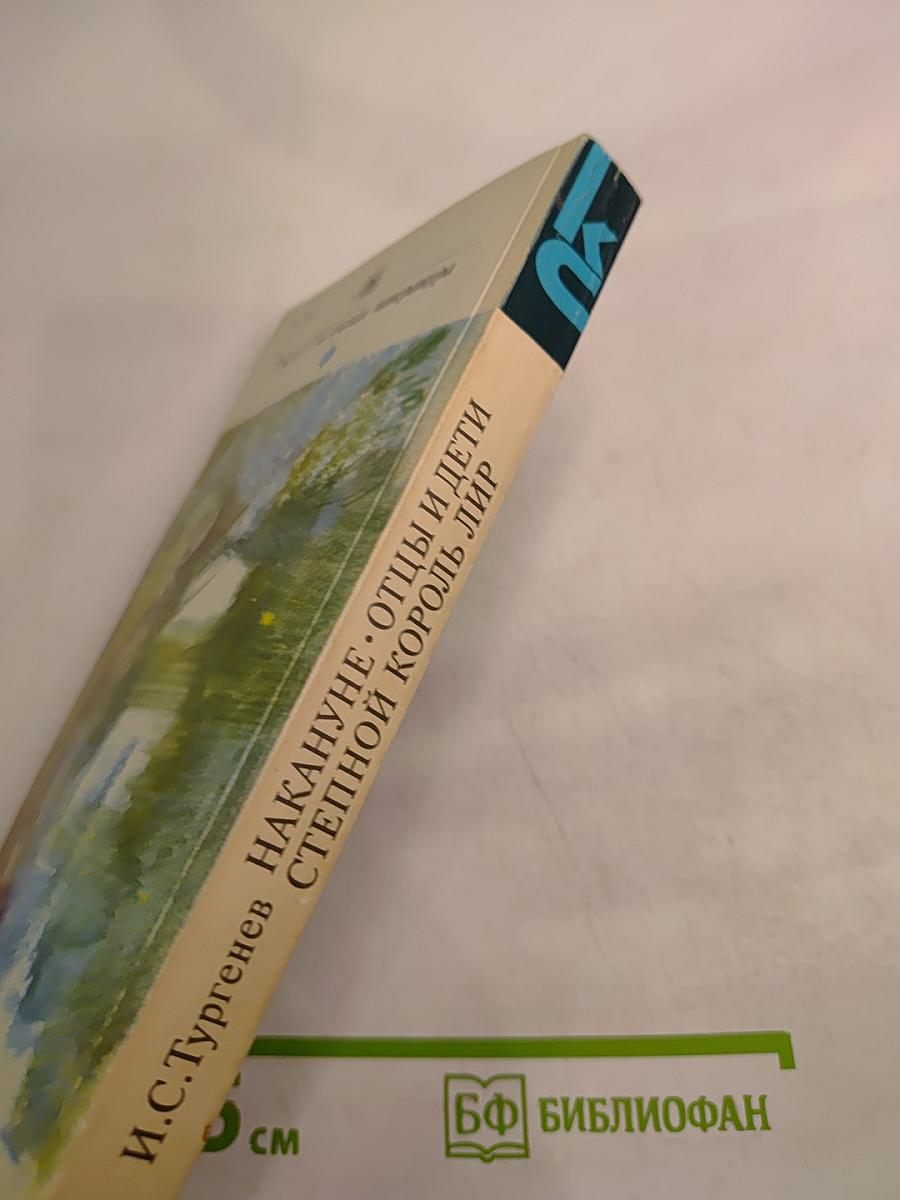 И.С.Тургенев
НАКАНУНЕ·ОТЦЫ И ДЕТИ
СТЕПНОЙ КОРОЛЬ ЛИР
см
БФ БИБЛИОФАН